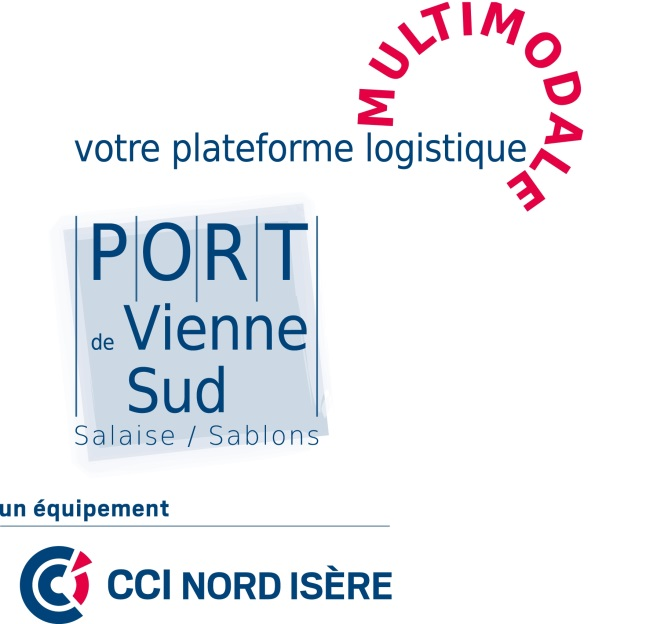 MULTIMODALE
votre plateforme logistique
PORT
de Vienne
Sud
Salaise / Sablons
un équipement
CCI NORD ISÈRE